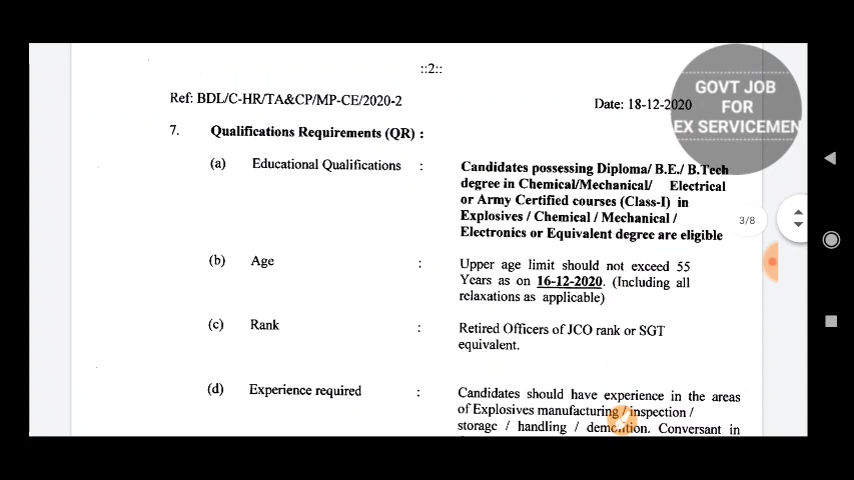 ::2::
GOVT JOB
FOR
EX SERVICEMEN
Ref: BDL/C-HR/TA&CP/MP-CE/2020-2
Date: 18-12-2020
7. Qualifications Requirements (QR) :
(a) Educational Qualifications : Candidates possessing Diploma/ B.E./ B.Tech
degree in Chemical/Mechanical/ Electrical
or Army Certified courses (Class-I) in
Explosives / Chemical / Mechanical /
Electronics or Equivalent degree are eligible
3/8
(b) Age : Upper age limit should not exceed 55
Years as on 16-12-2020. (Including all
relaxations as applicable)
(c) Rank : Retired Officers of JCO rank or SGT
equivalent.
(d) Experience required : Candidates should have experience in the areas
of Explosives manufacturing / inspection /
storage / handling / demolition. Conversant in